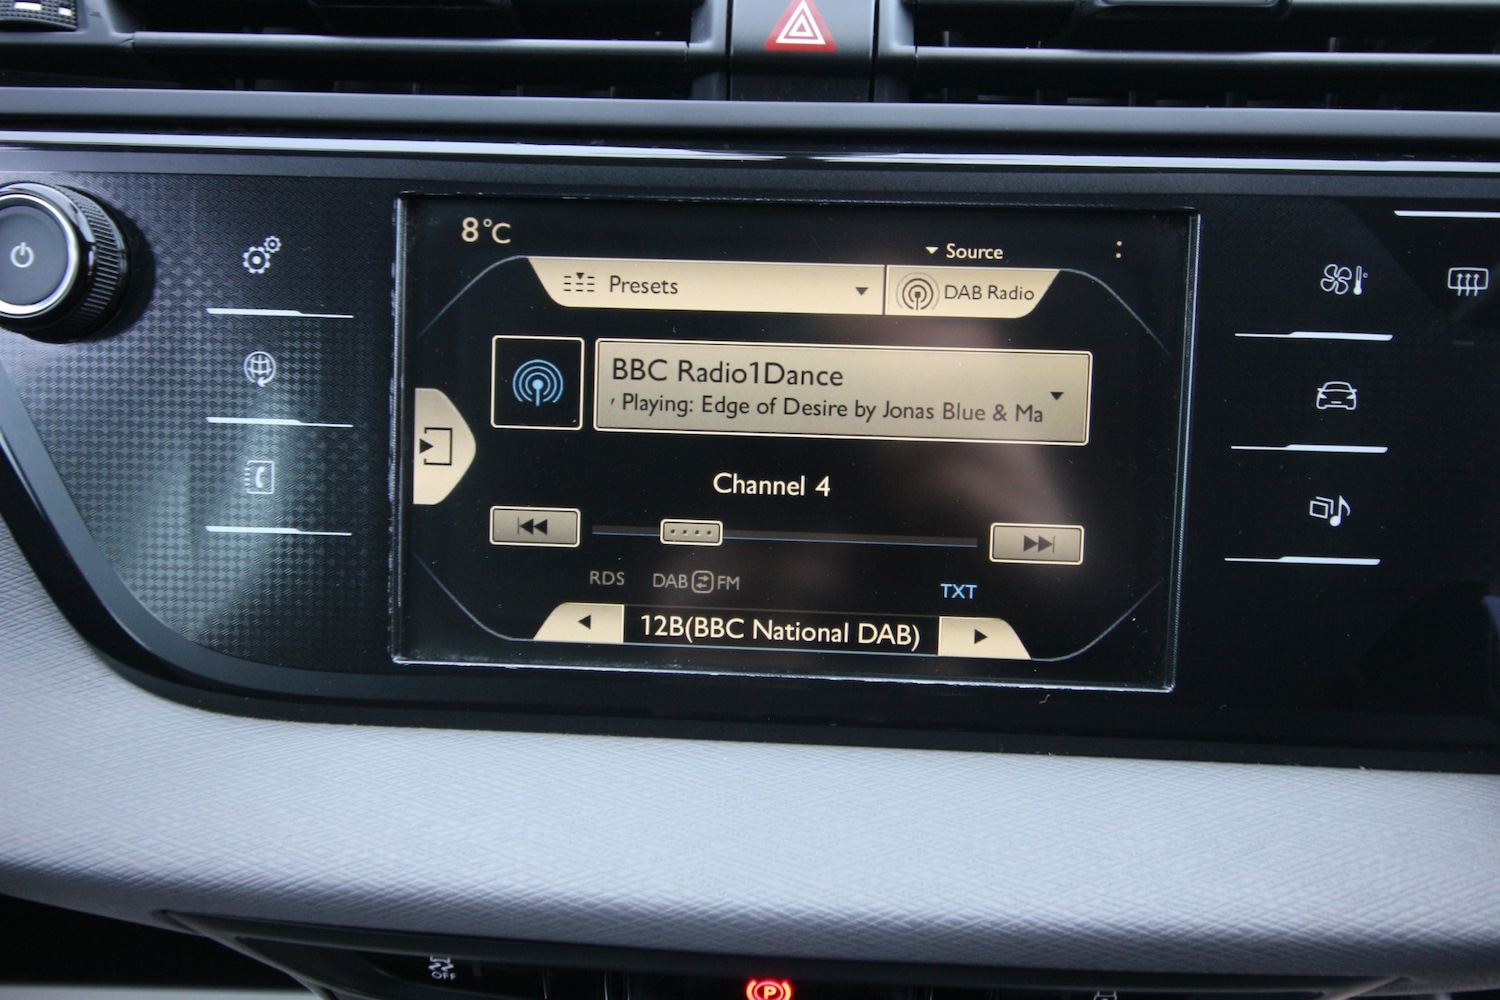 8°C
Source
Presets
DAB Radio
BBC Radio1Dance
Playing: Edge of Desire by Jonas Blue & Ma
Channel 4
RDS DAB FM
TXT
12B(BBC National DAB)
OFF
P